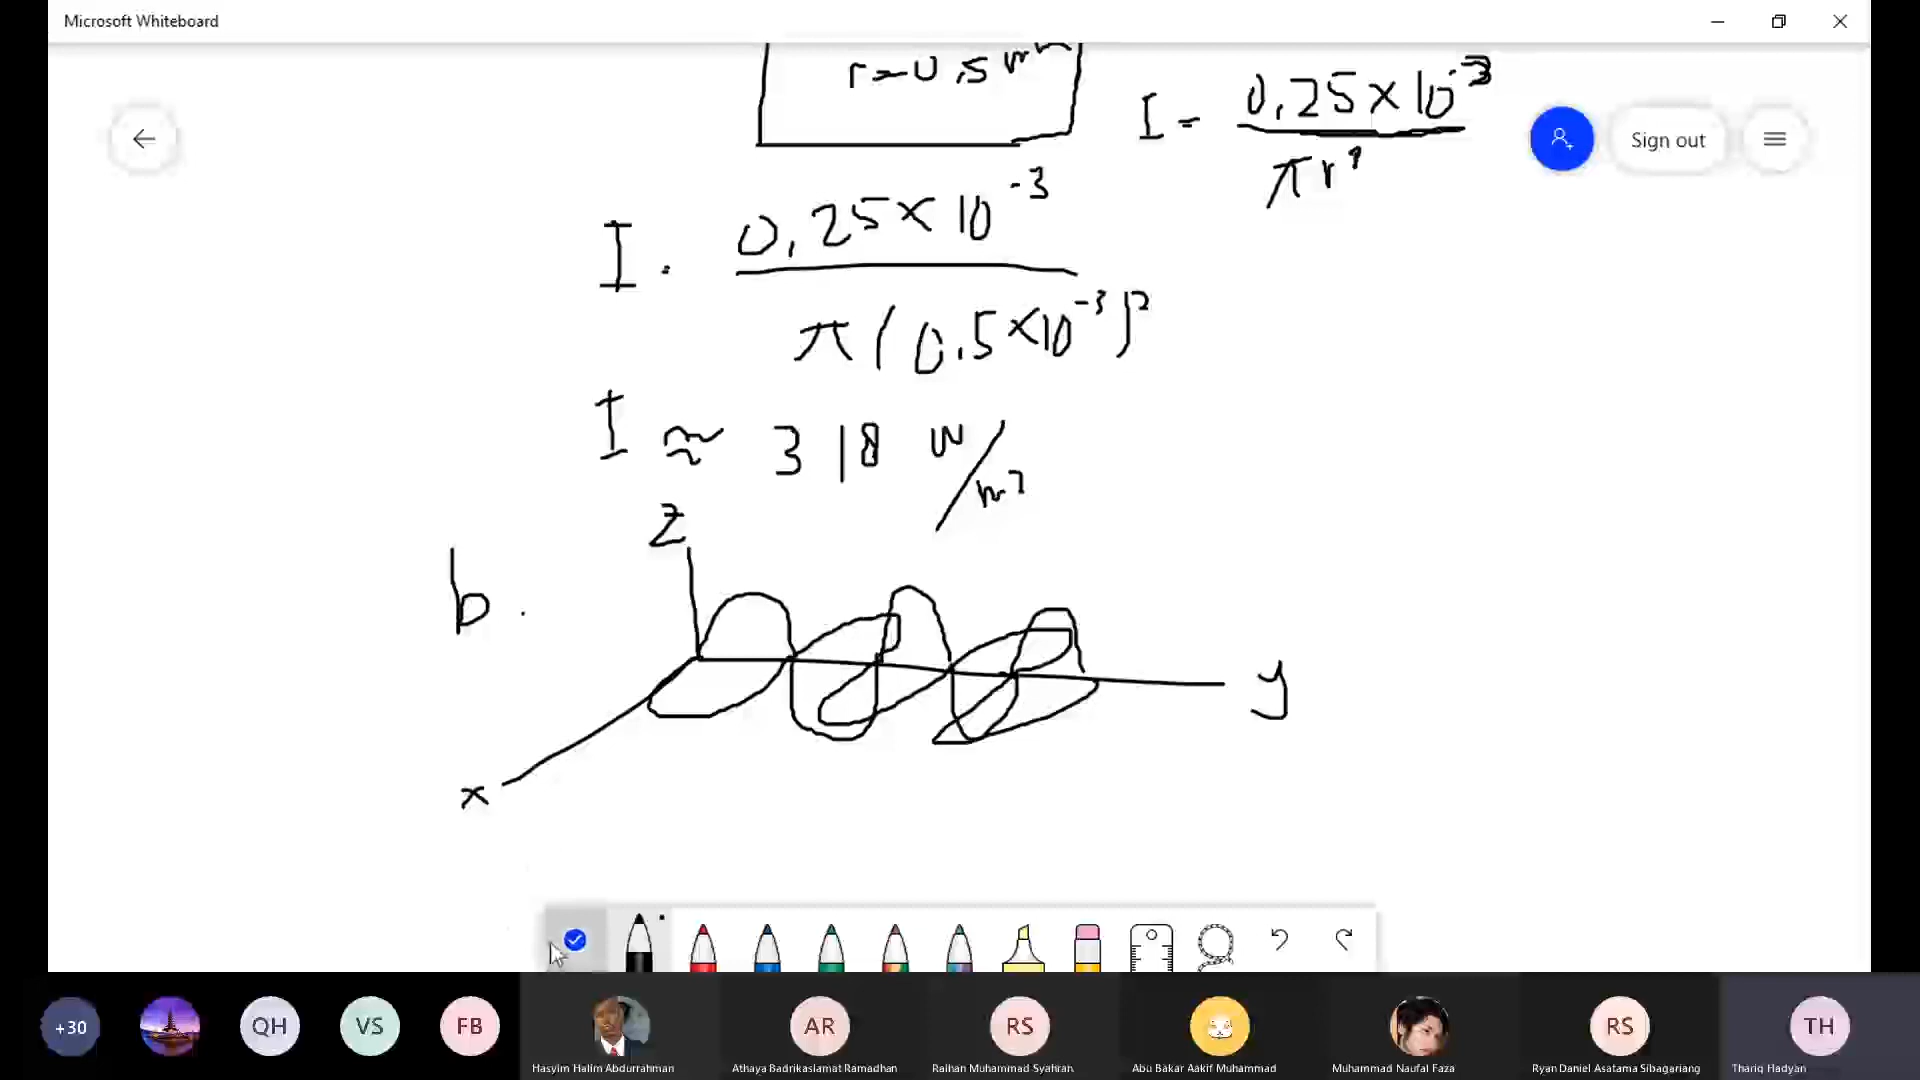 Microsoft Whiteboard
r=0.5 mm
I = 0.25×10^-3 / πr²
Sign out
I = 0.25×10^-3 / π(0.5×10^-3)²
I ≈ 318 W/m²
b.
z
y
x
+30
QH
VS
FB
AR
RS
RS
TH
Hasyim Halim Abdurrahman
Athaya Badrikaslamat Ramadhan
Raihan Muhammad Syahran.
Abu Bakar Aakif Muhammad
Muhammad Naufal Faza
Ryan Daniel Asatama Sibagariang
Thariq Hadyan